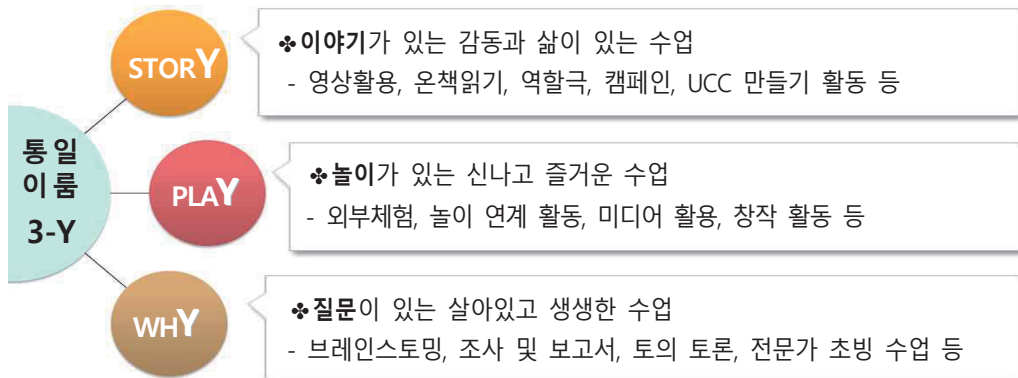 통일
이룸
3-Y
STORY
✤이야기가 있는 감동과 삶이 있는 수업
- 영상활용, 온책읽기, 역할극, 캠페인, UCC 만들기 활동 등
PLAY
✤놀이가 있는 신나고 즐거운 수업
- 외부체험, 놀이 연계 활동, 미디어 활용, 창작 활동 등
WHY
✤질문이 있는 살아있고 생생한 수업
- 브레인스토밍, 조사 및 보고서, 토의 토론, 전문가 초빙 수업 등